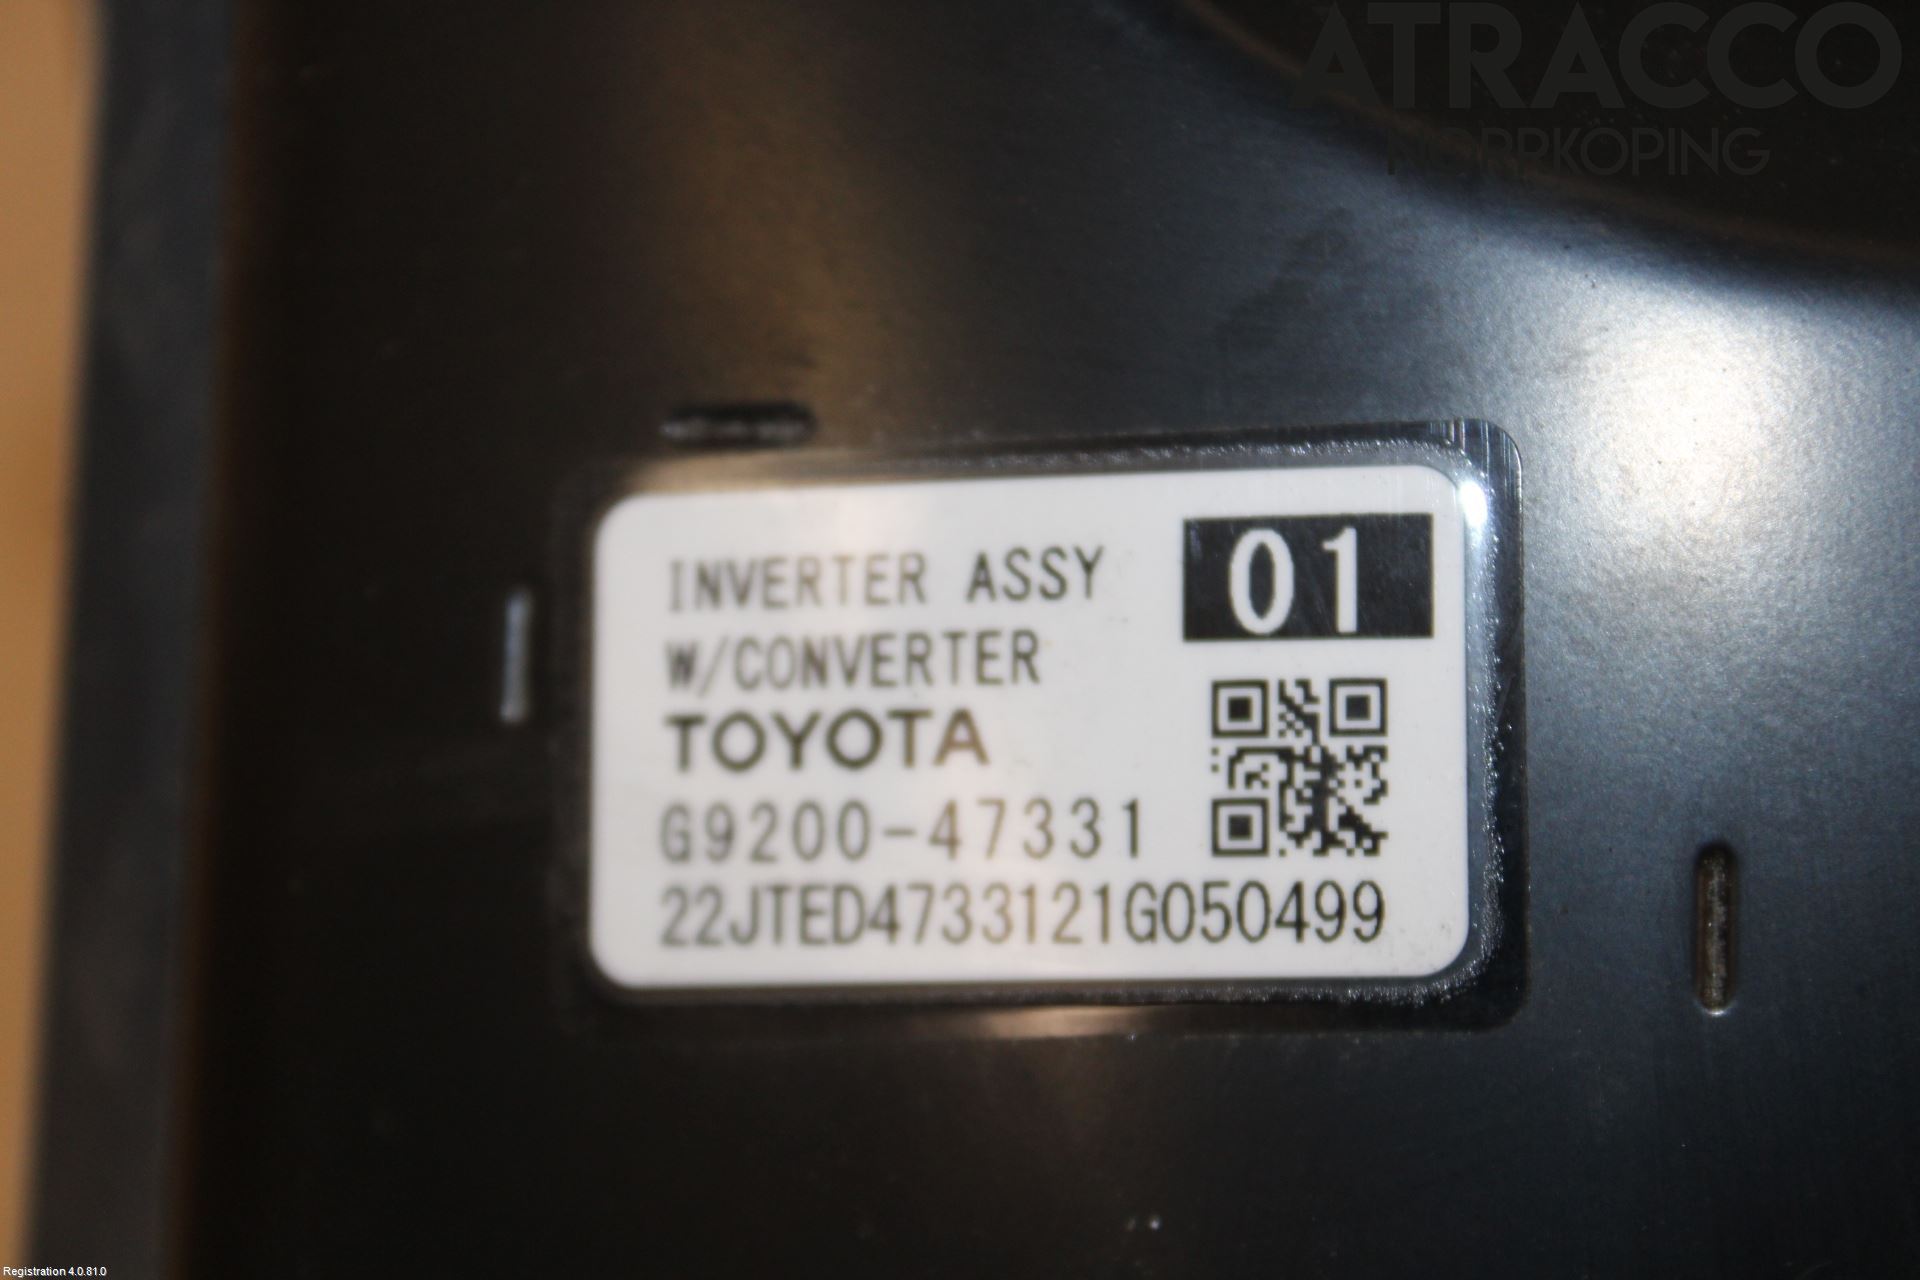 ATRACCO
NORRKÖPING
INVERTER ASSY
01
W/CONVERTER
TOYOTA
G9200-47331
22JTED4733121G050499
Registration 4.0.81.0